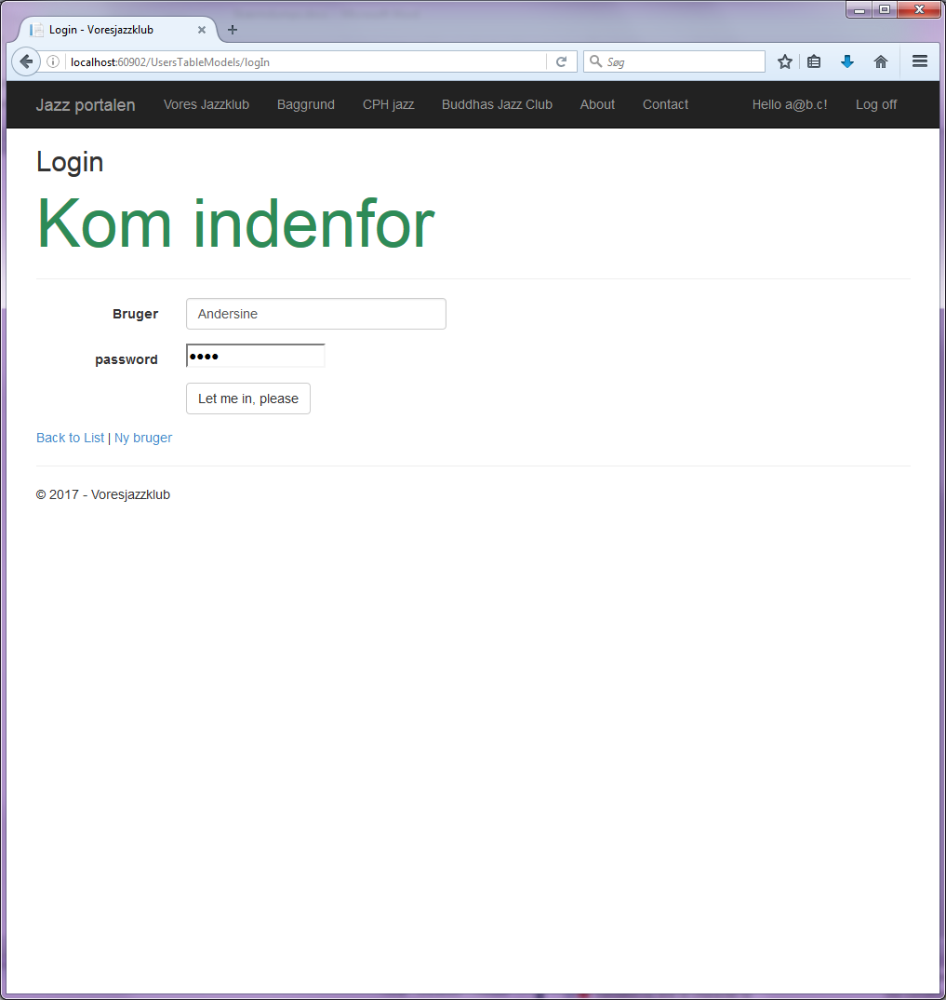 Login - Voresjazzklub
localhost:60902/UsersTableModels/logIn
Søg
Jazz portalen Vores Jazzklub Baggrund CPH jazz Buddhas Jazz Club About Contact Hello a@b.c! Log off
Login
Kom indenfor
Bruger Andersine
password ●●●●
Let me in, please
Back to List | Ny bruger
© 2017 - Voresjazzklub